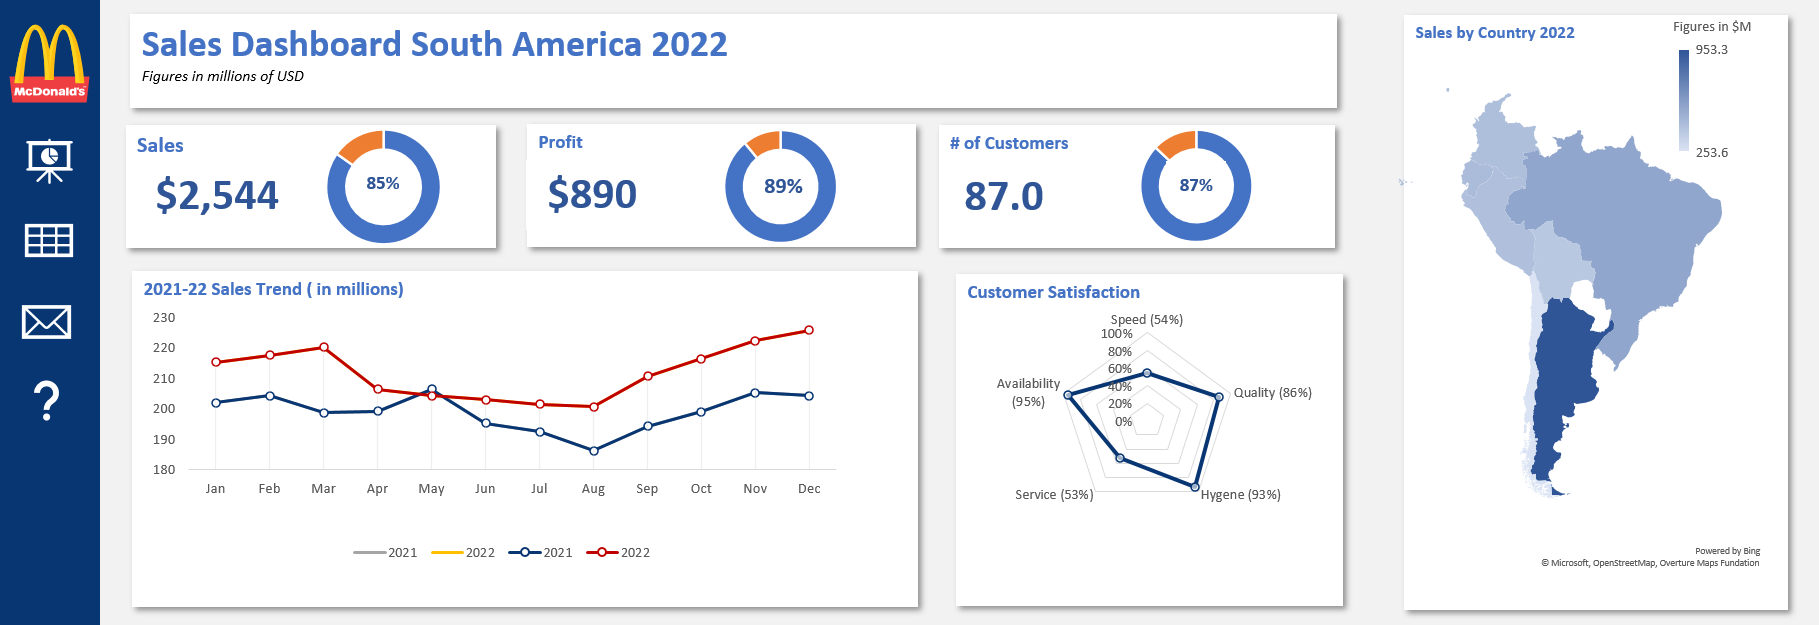 McDonald's
Sales Dashboard South America 2022
Figures in millions of USD
Sales
$2,544
85%
Profit
$890
89%
# of Customers
87.0
87%
2021-22 Sales Trend ( in millions)
230
220
210
200
190
180
Jan Feb Mar Apr May Jun Jul Aug Sep Oct Nov Dec
2021 2022 2021 2022
Customer Satisfaction
Speed (54%)
100%
80%
60%
40%
20%
0%
Availability
(95%)
Quality (86%)
Service (53%)
Hygene (93%)
Sales by Country 2022
Figures in $M
953.3
253.6
Powered by Bing
© Microsoft, OpenStreetMap, Overture Maps Fundation